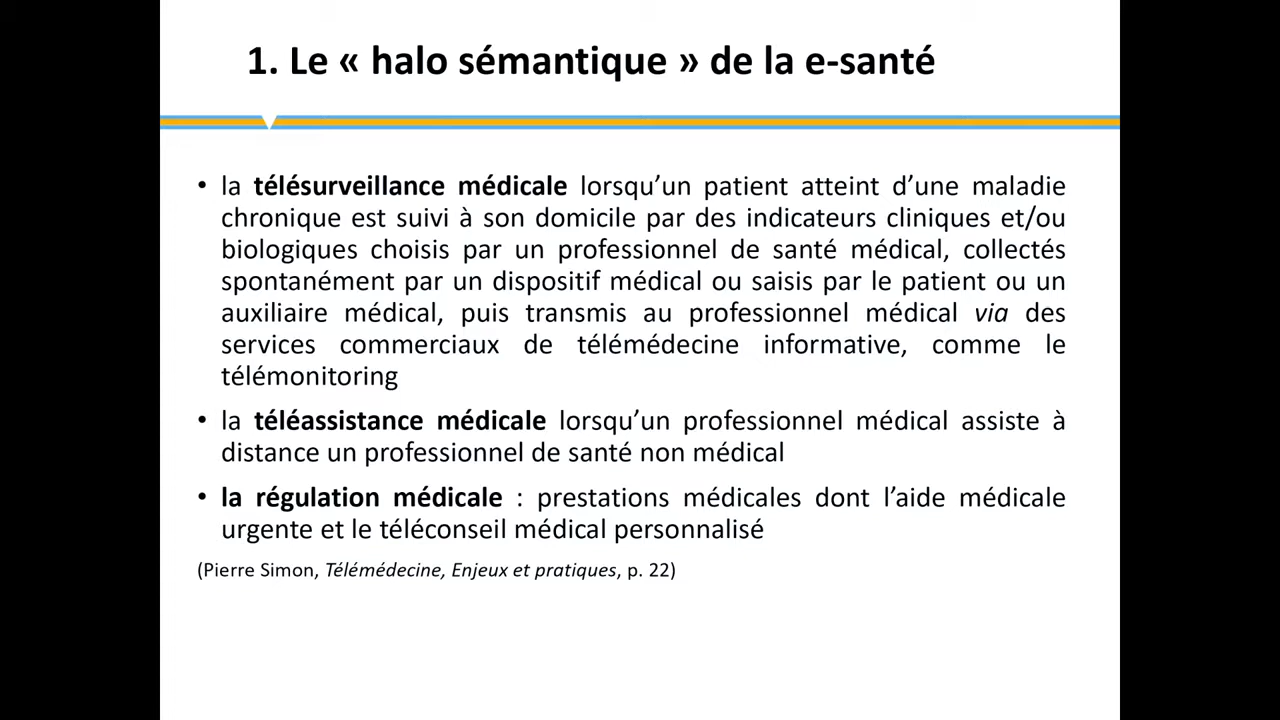 1. Le « halo sémantique » de la e-santé
• la télésurveillance médicale lorsqu’un patient atteint d’une maladie
chronique est suivi à son domicile par des indicateurs cliniques et/ou
biologiques choisis par un professionnel de santé médical, collectés
spontanément par un dispositif médical ou saisis par le patient ou un
auxiliaire médical, puis transmis au professionnel médical via des
services commerciaux de télémédecine informative, comme le
télémonitoring
• la téléassistance médicale lorsqu’un professionnel médical assiste à
distance un professionnel de santé non médical
• la régulation médicale : prestations médicales dont l’aide médicale
urgente et le téléconseil médical personnalisé
(Pierre Simon, Télémédecine, Enjeux et pratiques, p. 22)